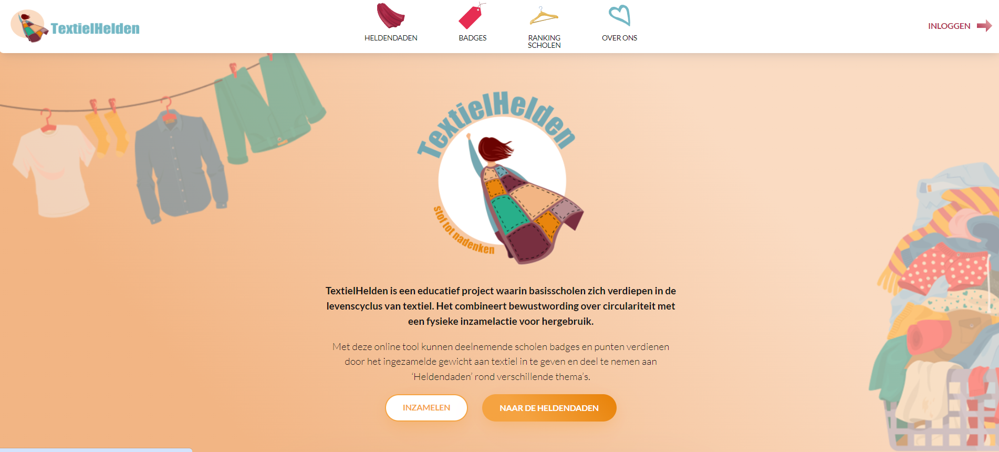 TextielHelden
HELDENDADEN
BADGES
RANKING
SCHOLEN
OVER ONS
INLOGGEN
TextielHelden
stof tot nadenken
TextielHelden is een educatief project waarin basisscholen zich verdiepen in de
levenscyclus van textiel. Het combineert bewustwording over circulariteit met
een fysieke inzamelactie voor hergebruik.
Met deze online tool kunnen deelnemende scholen badges en punten verdienen
door het ingezamelde gewicht aan textiel in te geven en deel te nemen aan
‘Heldendaden’ rond verschillende thema’s.
INZAMELEN
NAAR DE HELDENDADEN